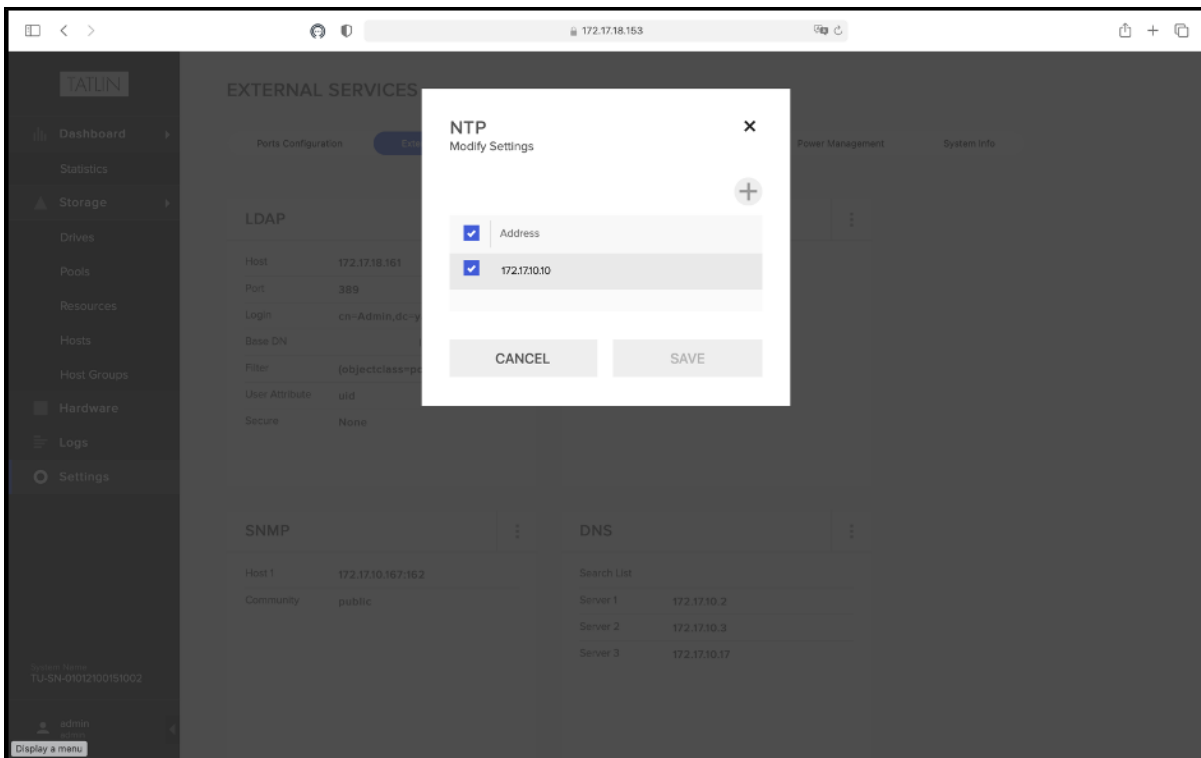 172.17.18.153
TATLIN
Dashboard
Statistics
Storage
Drives
Pools
Resources
Hosts
Host Groups
Hardware
Logs
Settings
System Name
TU-SN-01012100151002
admin
admin
Display a menu
EXTERNAL SERVICES
Ports Configuration
Power Management
System Info
NTP
Modify Settings
Address
172.17.10.10
CANCEL SAVE
LDAP
Host 172.17.18.161
Port 389
Login
Base DN
Filter
User Attribute uid
Secure None
SNMP
Host 1 172.17.10.167:162
Community public
DNS
Search List
Server 1 172.17.10.2
Server 2 172.17.10.3
Server 3 172.17.10.17